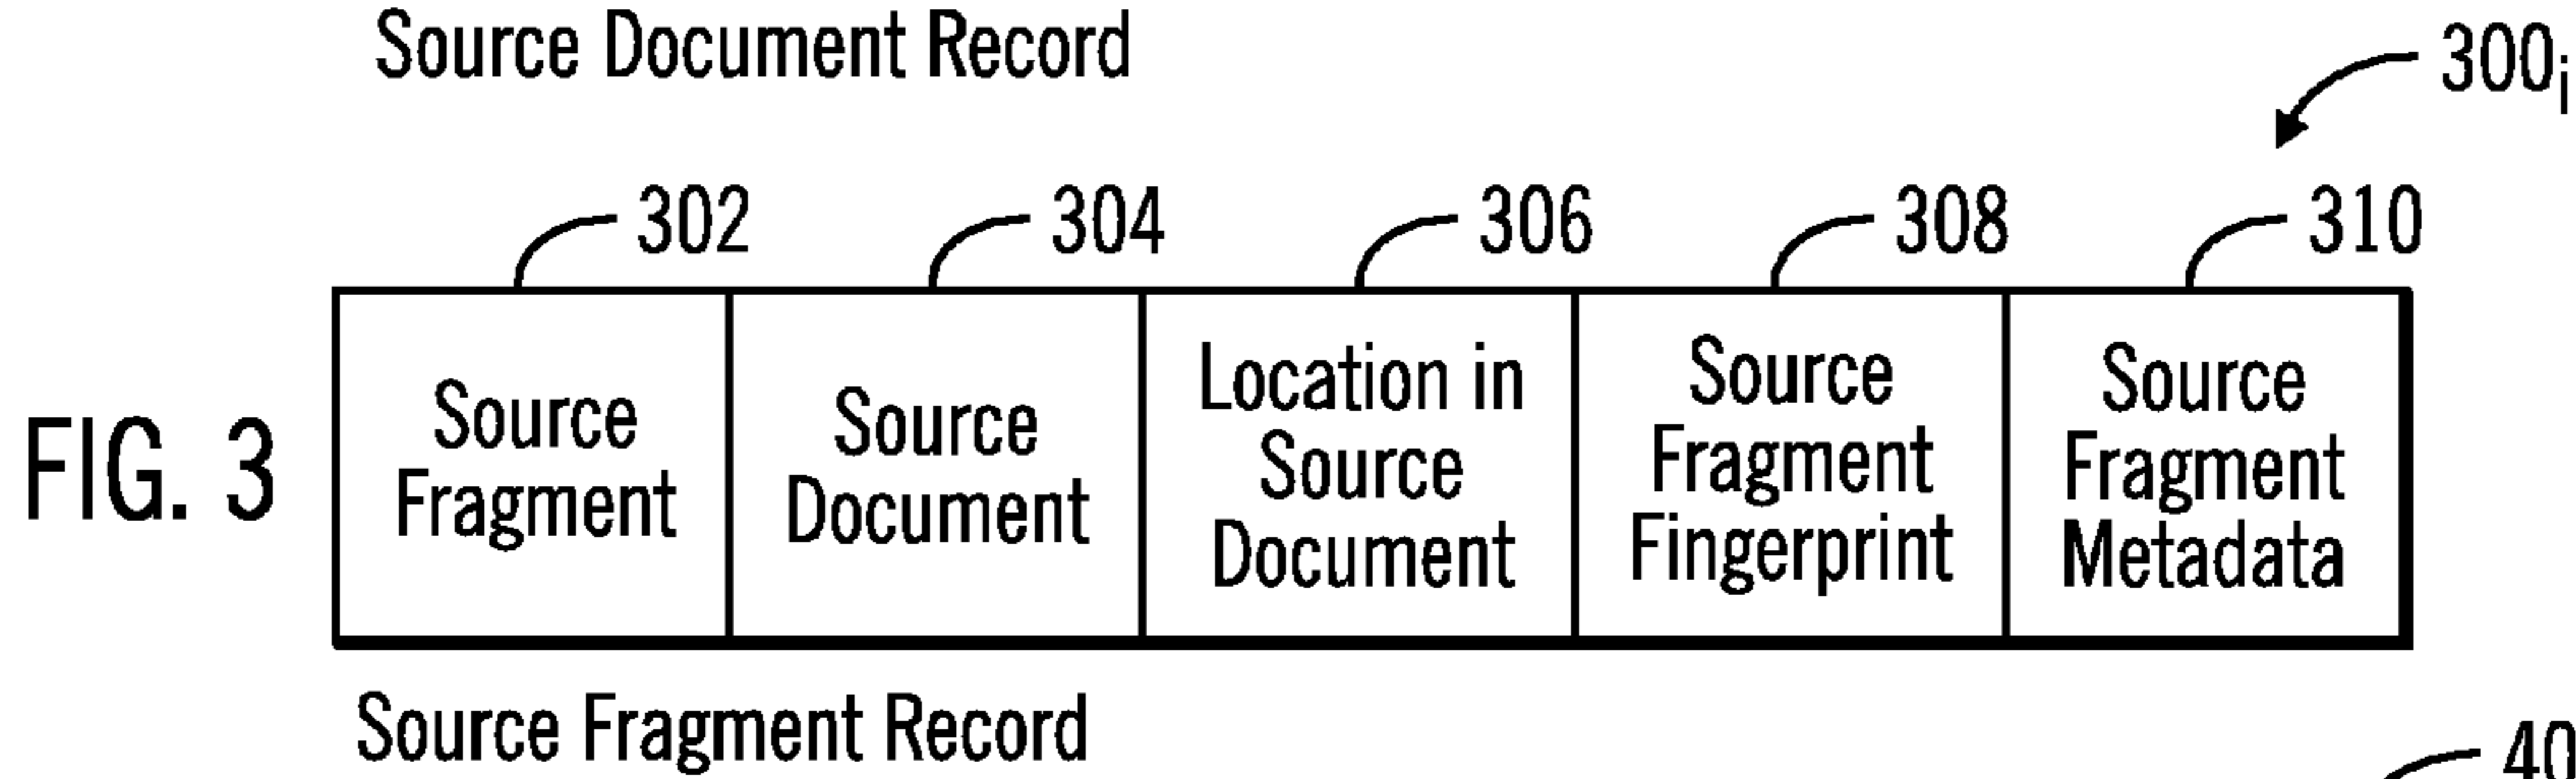 Source Document Record
300i
302 304 306 308 310
FIG. 3
Source
Fragment
Source
Document
Location in
Source
Document
Source
Fragment
Fingerprint
Source
Fragment
Metadata
Source Fragment Record